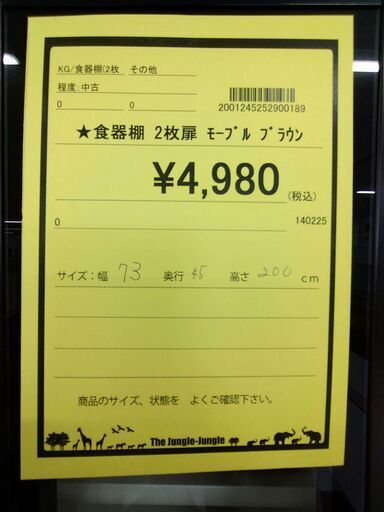 KG/食器棚(2枚 その他
程度:中古
0 0
2001245252900189
★食器棚 2枚扉 モーブル ブラウン
¥4,980(税込)
0 140225
サイズ:幅 73 奥行 45 高さ 200 cm
商品のサイズ、状態を よくご確認下さい。
The Jungle-Jungle